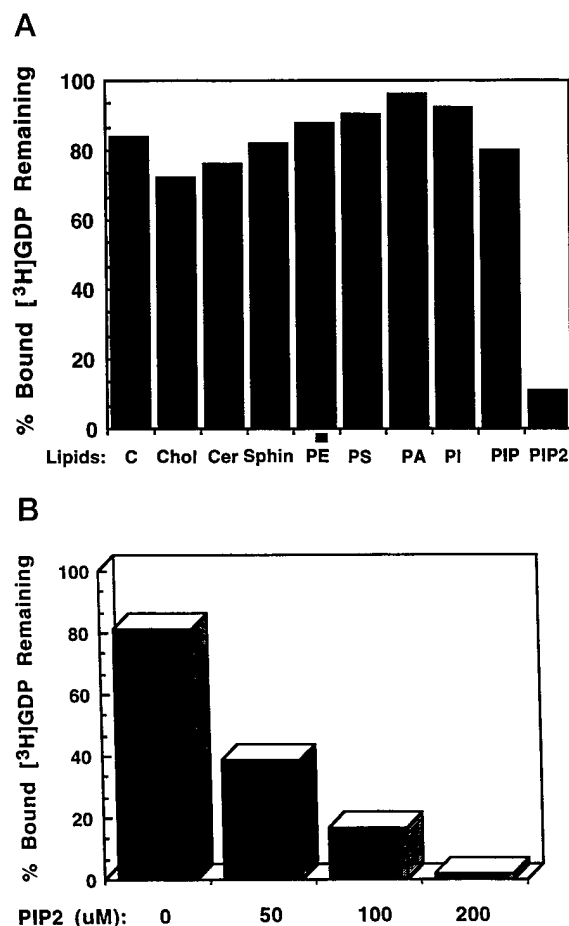 A
% Bound [³H]GDP Remaining
100
80
60
40
20
0
Lipids: C Chol Cer Sphin PE PS PA PI PIP PIP2
B
% Bound [³H]GDP Remaining
100
80
60
40
20
0
PIP2 (uM): 0 50 100 200